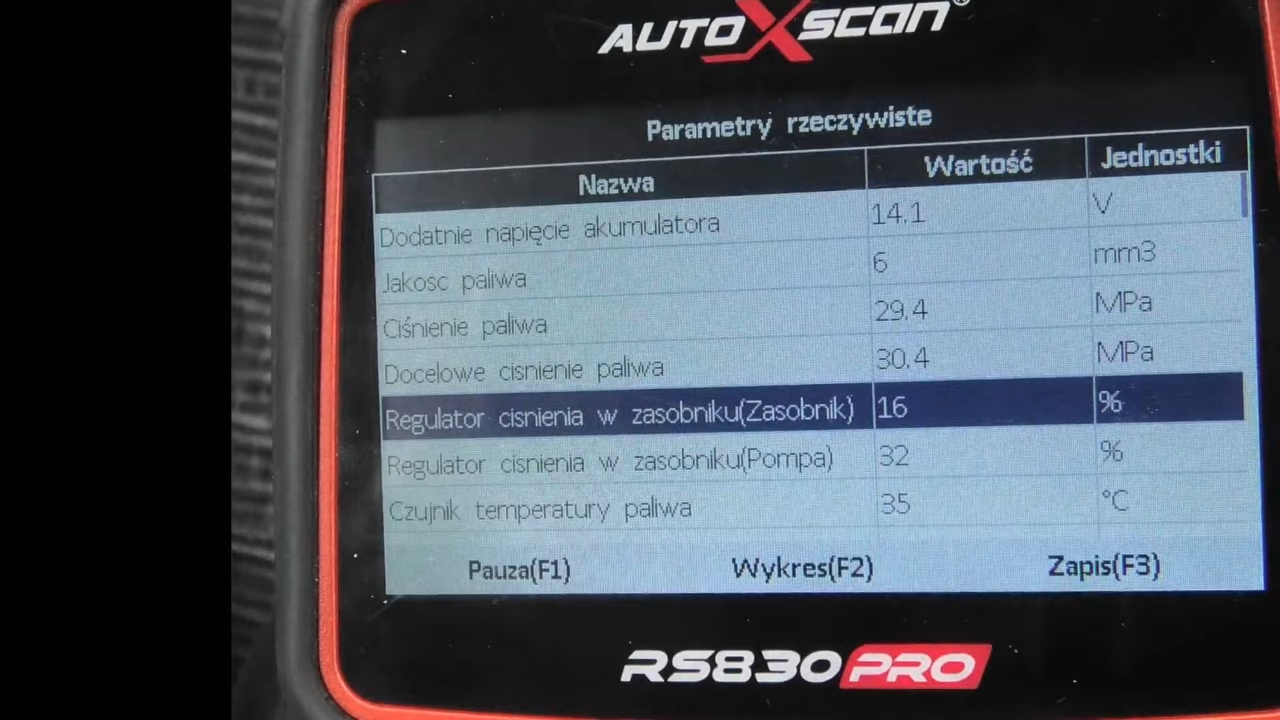 AUTOXSCAN®
Parametry rzeczywiste
Nazwa Wartość Jednostki
Dodatnie napięcie akumulatora 14.1 V
Jakosc paliwa 6 mm3
Ciśnienie paliwa 29.4 MPa
Docelowe cisnienie paliwa 30.4 MPa
Regulator cisnienia w zasobniku(Zasobnik) 16 %
Regulator cisnienia w zasobniku(Pompa) 32 %
Czujnik temperatury paliwa 35 °C
Pauza(F1) Wykres(F2) Zapis(F3)
RS830 PRO